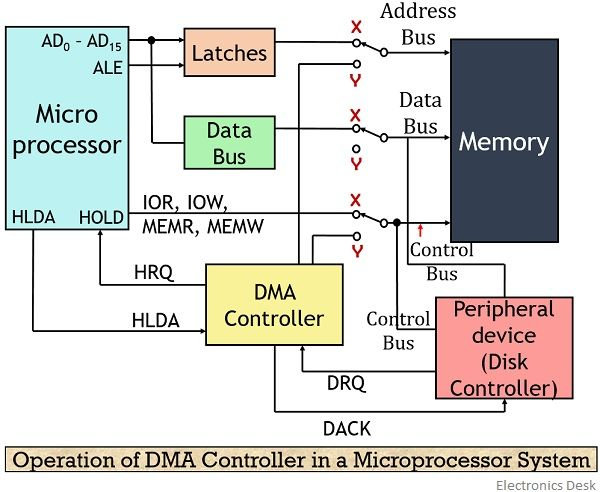 AD0 – AD15
ALE
Micro
processor
HLDA
HOLD
Latches
Data
Bus
X
Y
X
Y
X
Y
Address
Bus
Data
Bus
Memory
IOR, IOW,
MEMR, MEMW
Control
Bus
HRQ
HLDA
DMA
Controller
Control
Bus
Peripheral
device
(Disk
Controller)
DRQ
DACK
Operation of DMA Controller in a Microprocessor System
Electronics Desk